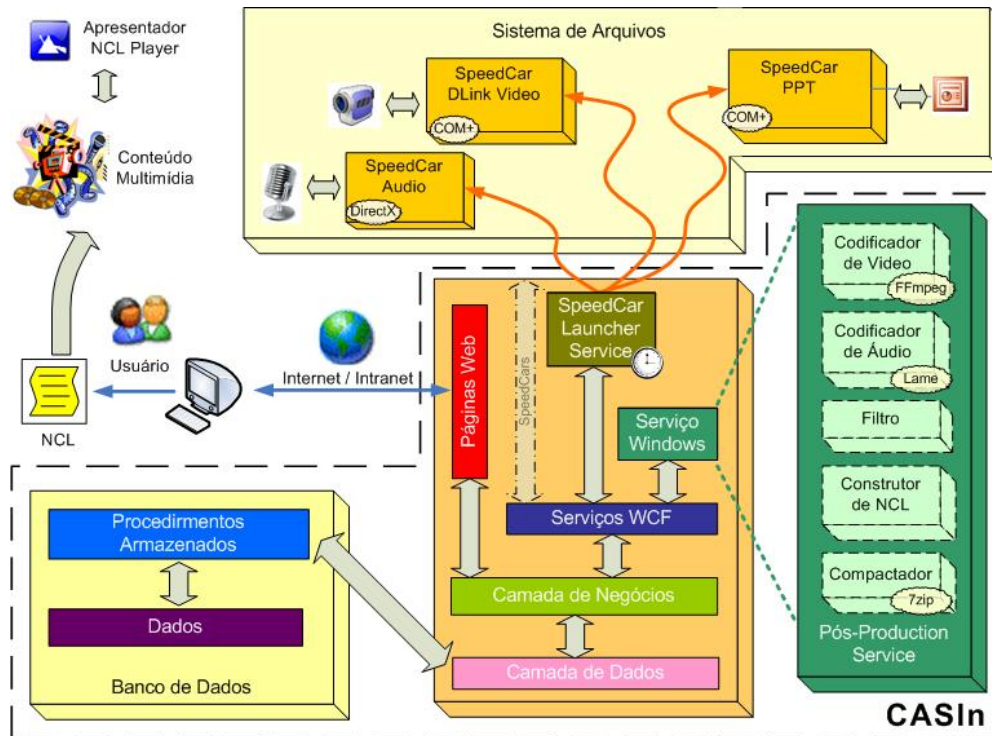 Apresentador
NCL Player
Conteúdo
Multimídia
Sistema de Arquivos
SpeedCar
DLink Video
COM+
SpeedCar
PPT
COM+
SpeedCar
Audio
DirectX
Usuário
Internet / Intranet
NCL
Páginas Web
SpeedCars
SpeedCar
Launcher
Service
Serviço
Windows
Serviços WCF
Camada de Negócios
Camada de Dados
Procedirmentos
Armazenados
Dados
Banco de Dados
Codificador
de Video
FFmpeg
Codificador
de Áudio
Lame
Filtro
Construtor
de NCL
Compactador
7zip
Pós-Production
Service
CASIn